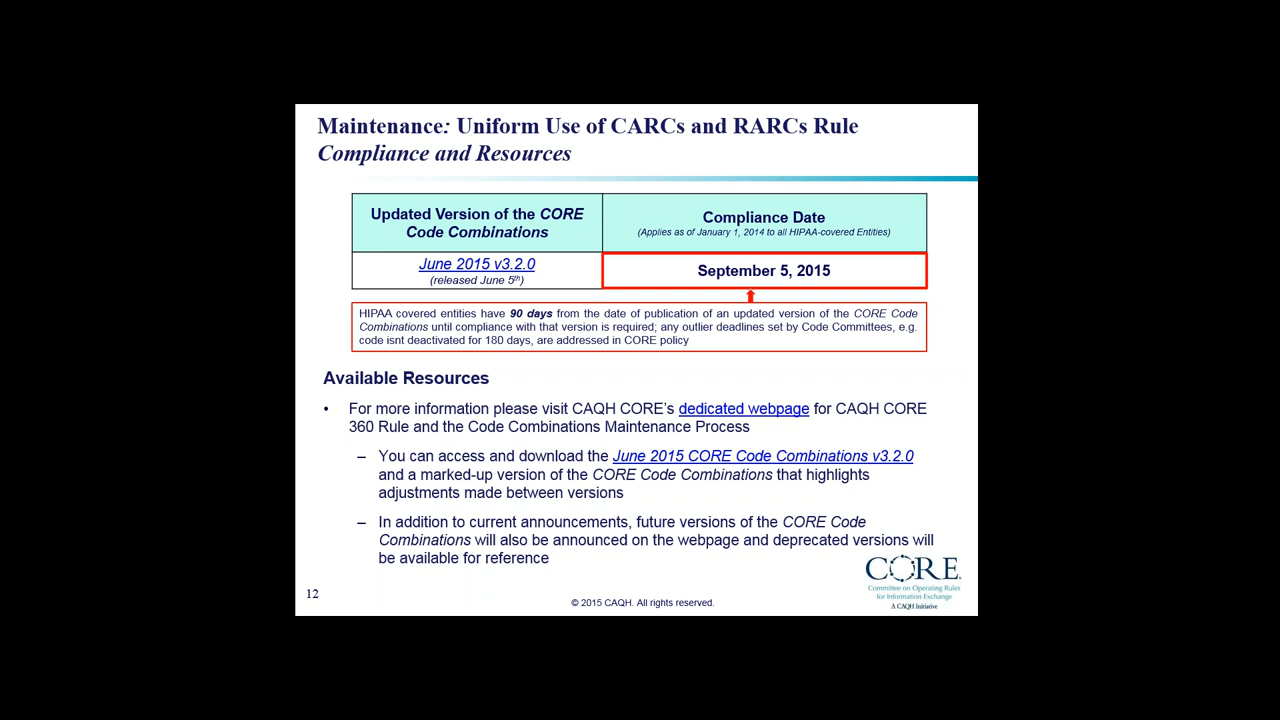 Maintenance: Uniform Use of CARCs and RARCs Rule
Compliance and Resources
Updated Version of the CORE
Code Combinations
Compliance Date
(Applies as of January 1, 2014 to all HIPAA-covered Entities)
June 2015 v3.2.0
(released June 5th)
September 5, 2015
HIPAA covered entities have 90 days from the date of publication of an updated version of the CORE Code
Combinations until compliance with that version is required; any outlier deadlines set by Code Committees, e.g.
code isnt deactivated for 180 days, are addressed in CORE policy
Available Resources
• For more information please visit CAQH CORE's dedicated webpage for CAQH CORE
360 Rule and the Code Combinations Maintenance Process
– You can access and download the June 2015 CORE Code Combinations v3.2.0
and a marked-up version of the CORE Code Combinations that highlights
adjustments made between versions
– In addition to current announcements, future versions of the CORE Code
Combinations will also be announced on the webpage and deprecated versions will
be available for reference
CORE
Committee on Operating Rules
for Information Exchange
A CAQH Initiative
12
© 2015 CAQH. All rights reserved.